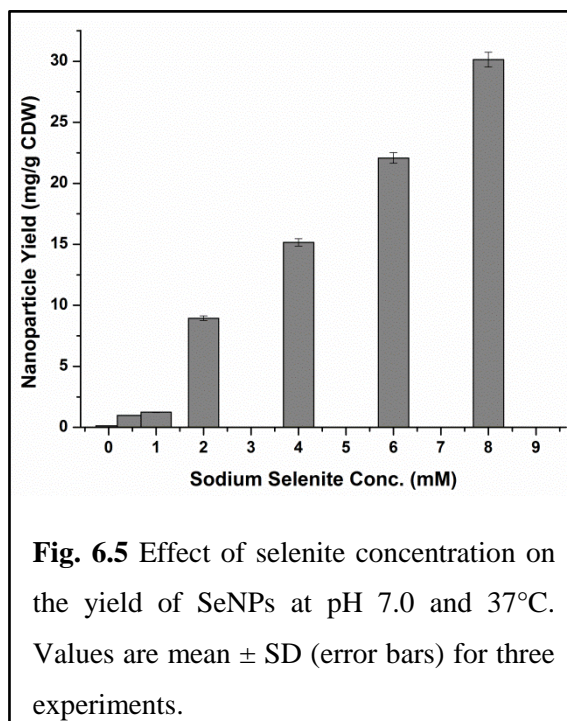 30
25
20
15
10
5
0
Nanoparticle Yield (mg/g CDW)
0 1 2 3 4 5 6 7 8 9
Sodium Selenite Conc. (mM)
Fig. 6.5 Effect of selenite concentration on
the yield of SeNPs at pH 7.0 and 37°C.
Values are mean ± SD (error bars) for three
experiments.